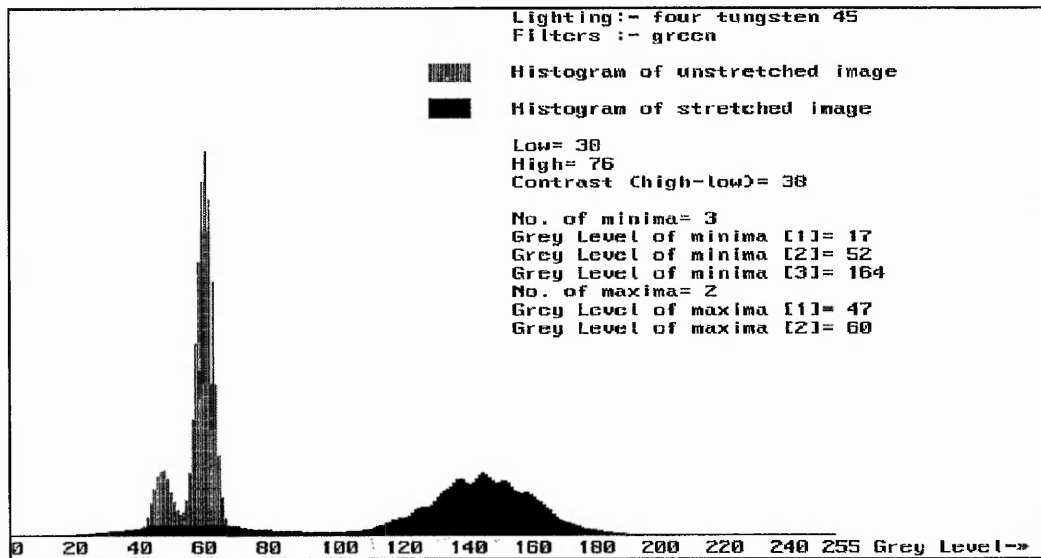 Lighting:- four tungsten 45
Filters :- green
Histogram of unstretched image
Histogram of stretched image
Low= 38
High= 76
Contrast (high-low)= 38
No. of minima= 3
Grey Level of minima [1]= 17
Grey Level of minima [2]= 52
Grey Level of minima [3]= 164
No. of maxima= 2
Grey Level of maxima [1]= 47
Grey Level of maxima [2]= 60
0 20 40 60 80 100 120 140 160 180 200 220 240 255 Grey Level->>